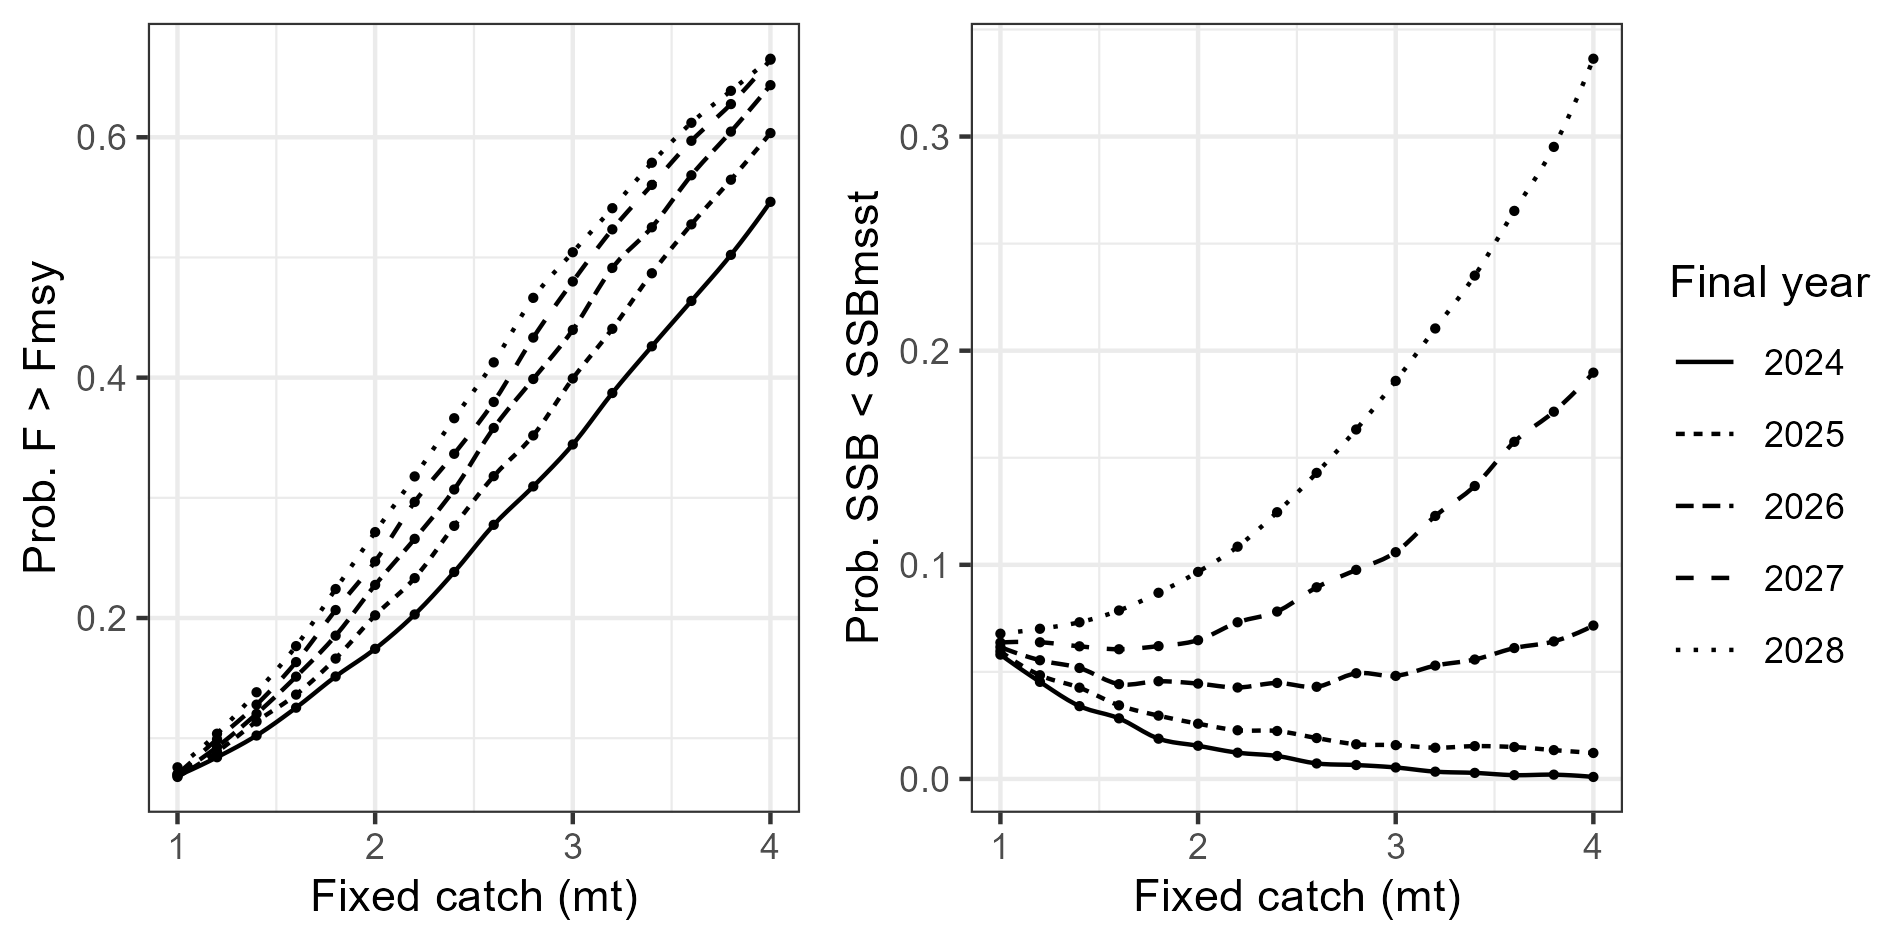 Prob. F > Fmsy
0.6
0.4
0.2
1 2 3 4
Fixed catch (mt)
Prob. SSB < SSBmsst
0.3
0.2
0.1
0.0
1 2 3 4
Fixed catch (mt)
Final year
2024
2025
2026
2027
2028